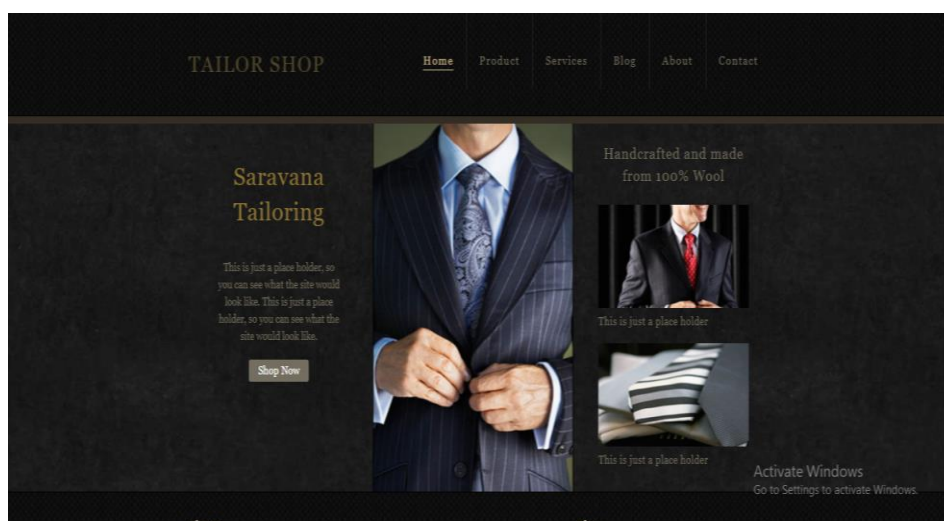 TAILOR SHOP
Home Product Services Blog About Contact
Saravana
Tailoring
This is just a place holder, so
you can see what the site would
look like. This is just a place
holder, so you can see what the
site would look like.
Shop Now
Handcrafted and made
from 100% Wool
This is just a place holder
This is just a place holder
Activate Windows
Go to Settings to activate Windows.